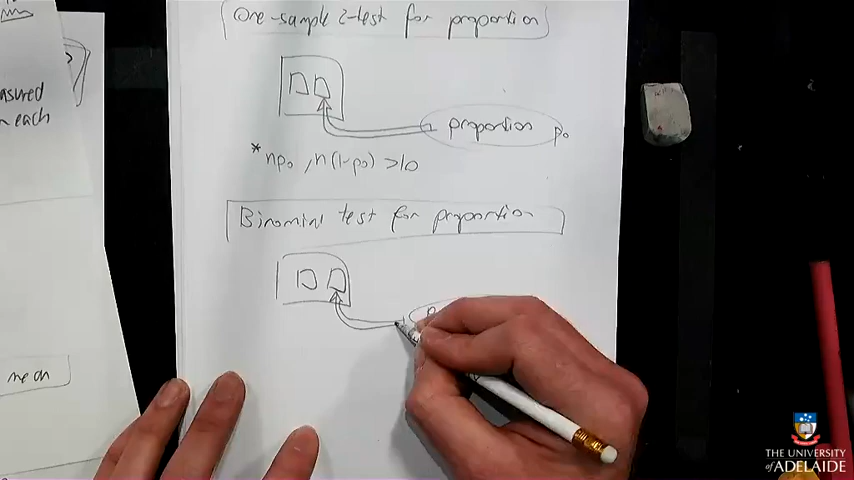 One-sample z-test for proportion
proportion p₀
*np₀, n(1-p₀) >10
Binomial test for proportion
asured
n each
mean
THE UNIVERSITY
of ADELAIDE